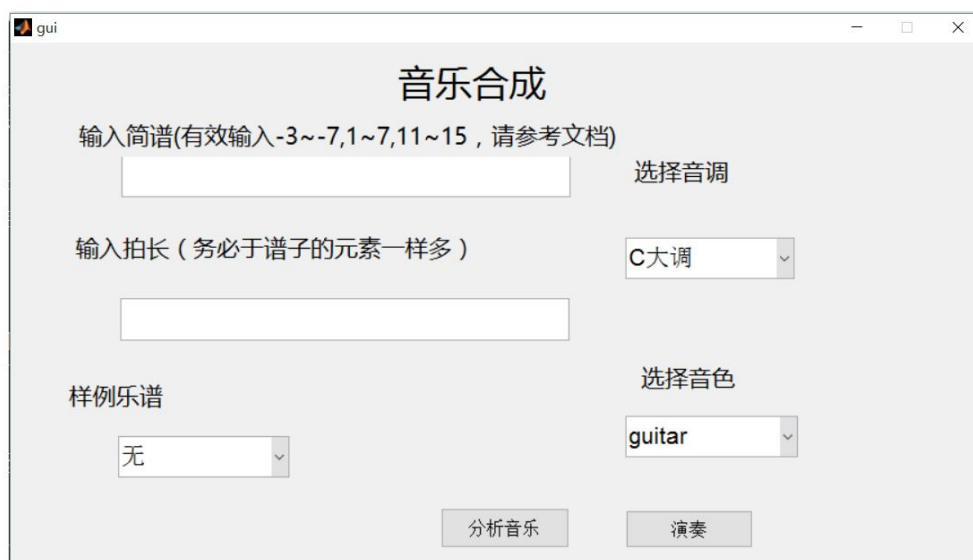 gui
音乐合成
输入简谱(有效输入-3~-7,1~7,11~15，请参考文档)
选择音调
输入拍长（务必于谱子的元素一样多）
C大调
选择音色
样例乐谱
guitar
无
分析音乐
演奏